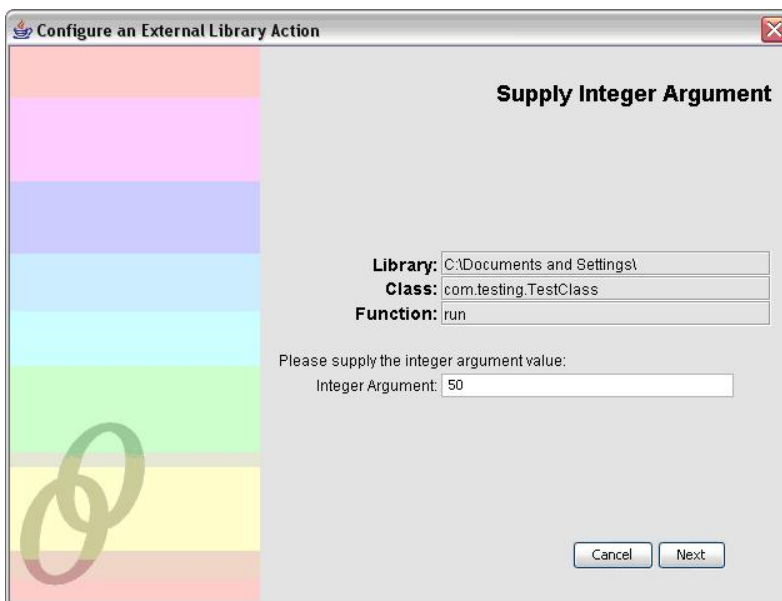 Configure an External Library Action
Supply Integer Argument
Library: C:\Documents and Settings\
Class: com.testing.TestClass
Function: run
Please supply the integer argument value:
Integer Argument: 50
Cancel Next